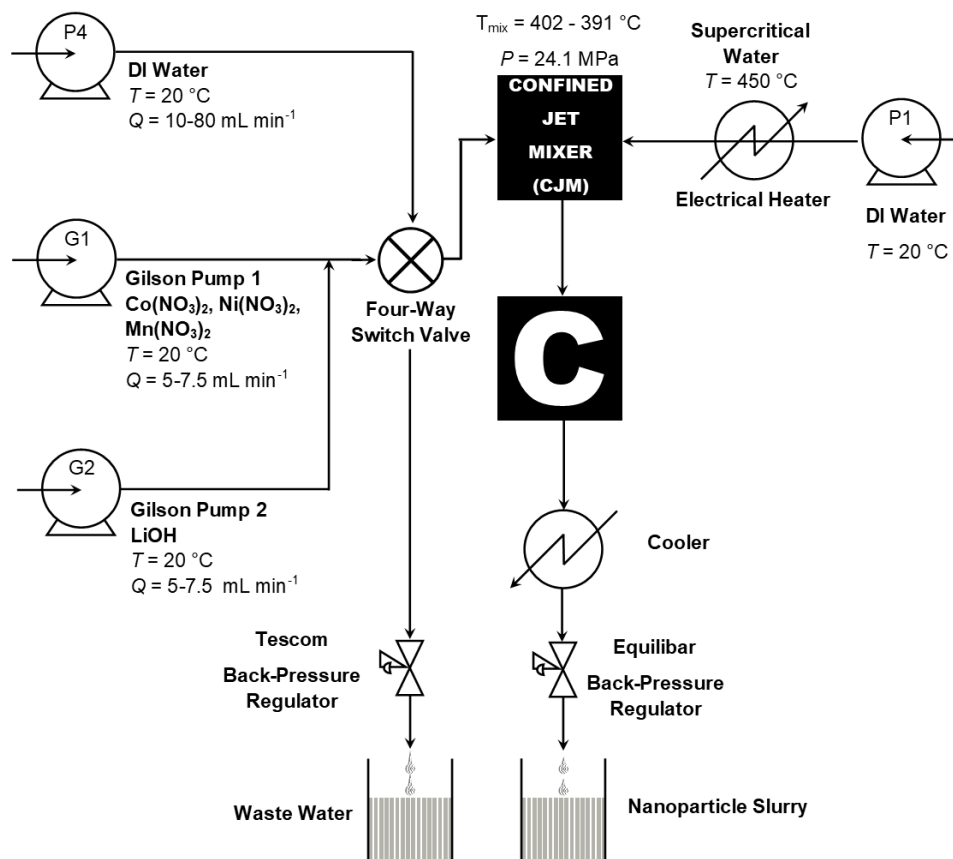 P4
DI Water
T = 20 °C
Q = 10-80 mL min⁻¹
T_mix = 402 - 391 °C
P = 24.1 MPa
CONFINED
JET
MIXER
(CJM)
Supercritical
Water
T = 450 °C
Electrical Heater
P1
DI Water
T = 20 °C
G1
Gilson Pump 1
Co(NO₃)₂, Ni(NO₃)₂,
Mn(NO₃)₂
T = 20 °C
Q = 5-7.5 mL min⁻¹
Four-Way
Switch Valve
C
G2
Gilson Pump 2
LiOH
T = 20 °C
Q = 5-7.5 mL min⁻¹
Cooler
Tescom
Back-Pressure
Regulator
Equilibar
Back-Pressure
Regulator
Waste Water
Nanoparticle Slurry